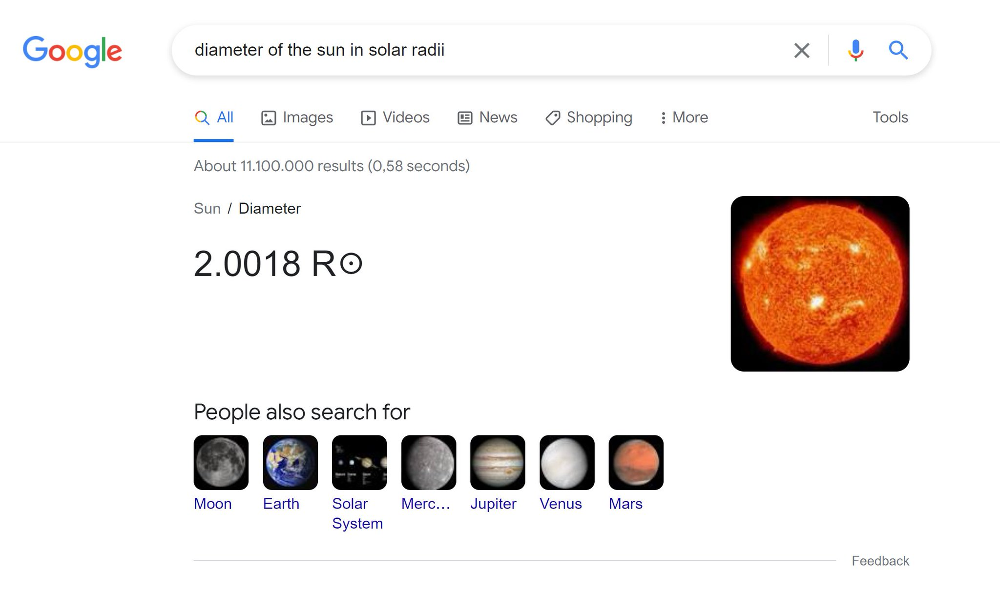 Google
diameter of the sun in solar radii
All Images Videos News Shopping More Tools
About 11.100.000 results (0,58 seconds)
Sun / Diameter
2.0018 R☉
People also search for
Moon Earth Solar System Merc... Jupiter Venus Mars
Feedback